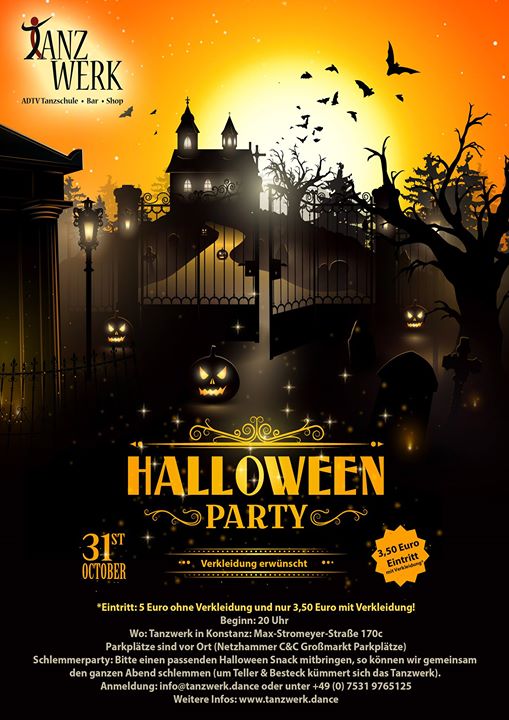 TANZ
WERK
ADTV Tanzschule • Bar • Shop
HALLOWEEN
PARTY
31ST
OCTOBER
Verkleidung erwünscht
3,50 Euro
Eintritt
mit Verkleidung*
*Eintritt: 5 Euro ohne Verkleidung und nur 3,50 Euro mit Verkleidung!
Beginn: 20 Uhr
Wo: Tanzwerk in Konstanz: Max-Stromeyer-Straße 170c
Parkplätze sind vor Ort (Netzhammer C&C Großmarkt Parkplätze)
Schlemmerparty: Bitte einen passenden Halloween Snack mitbringen, so können wir gemeinsam
den ganzen Abend schlemmen (um Teller & Besteck kümmert sich das Tanzwerk).
Anmeldung: info@tanzwerk.dance oder unter +49 (0) 7531 9765125
Weitere Infos: www.tanzwerk.dance